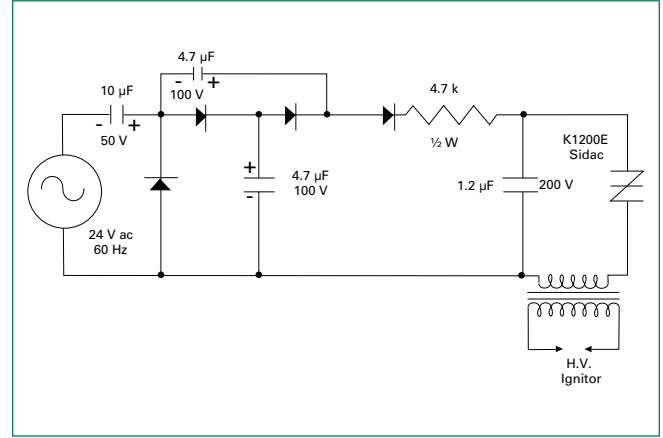 4.7 µF
- +
100 V
10 µF
- +
50 V
4.7 k
½ W
K1200E
Sidac
+
4.7 µF
100 V
-
1.2 µF
200 V
24 V ac
60 Hz
H.V.
Ignitor